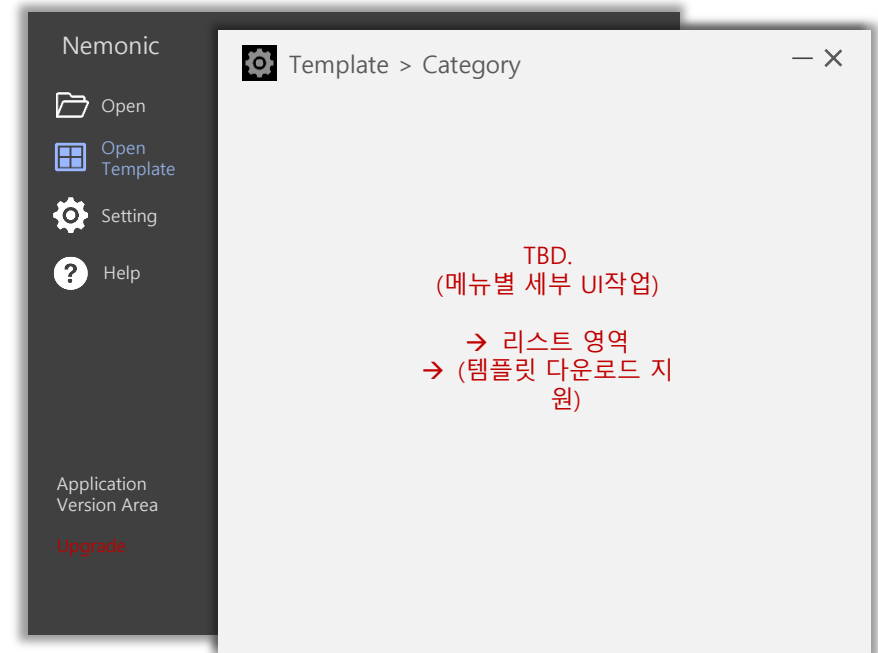 Nemonic
Open
Open
Template
Setting
?
Help
Application
Version Area
Upgrade
Template > Category
TBD.
(메뉴별 세부 UI작업)
→ 리스트 영역
→ (템플릿 다운로드 지
원)